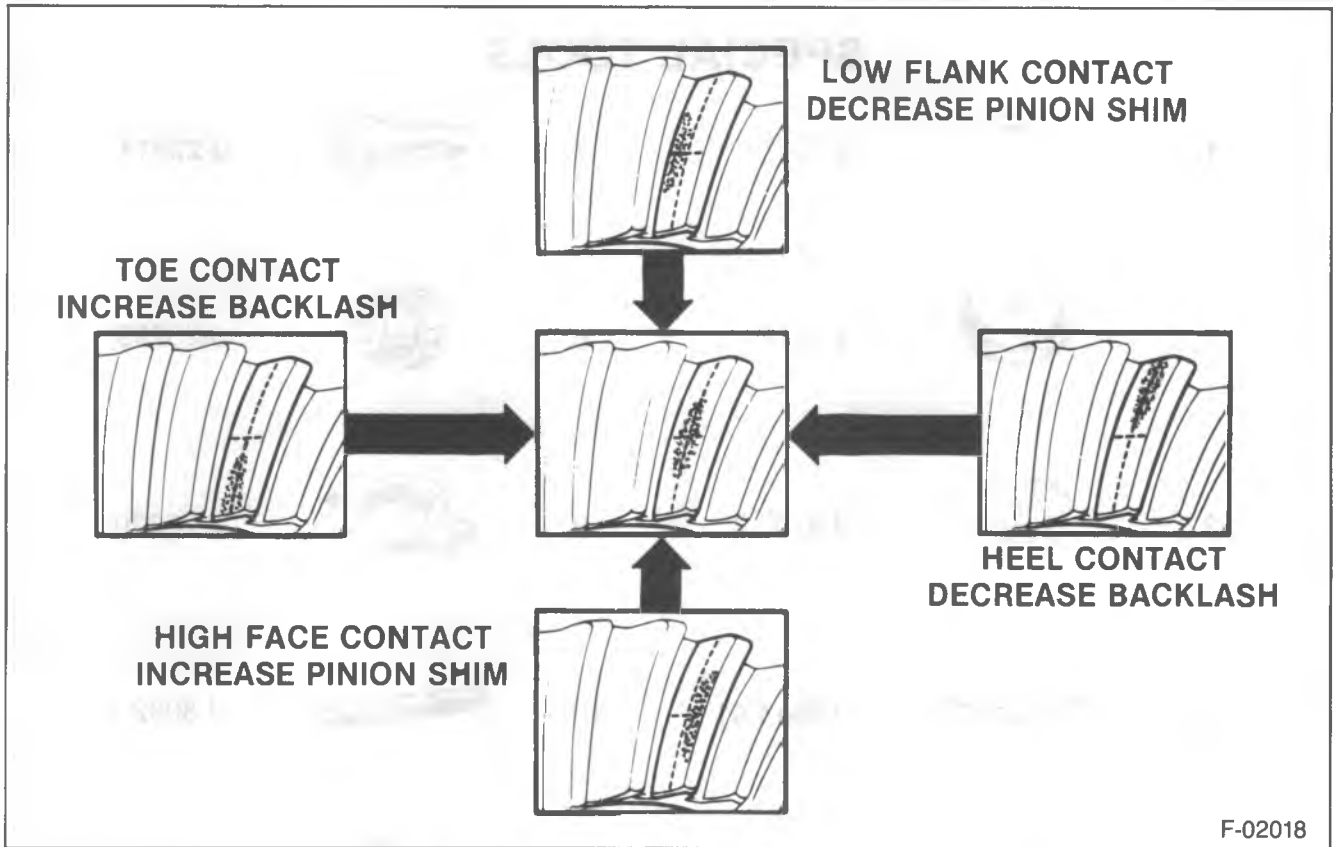 LOW FLANK CONTACT
DECREASE PINION SHIM
TOE CONTACT
INCREASE BACKLASH
HEEL CONTACT
DECREASE BACKLASH
HIGH FACE CONTACT
INCREASE PINION SHIM
F-02018